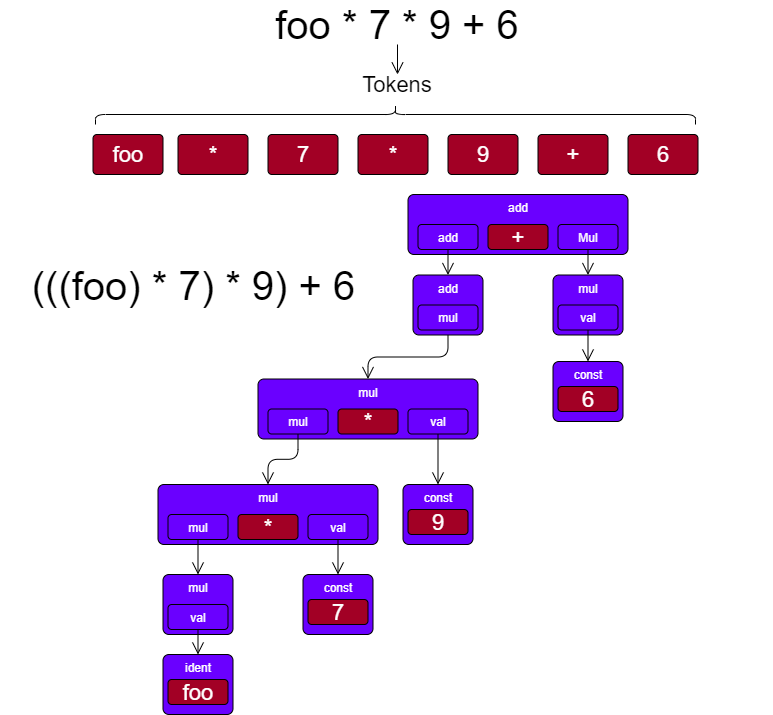 foo * 7 * 9 + 6
Tokens
foo * 7 * 9 + 6
add
add + Mul
(((foo) * 7) * 9) + 6
add
mul
mul
val
const
6
mul
mul * val
mul
mul * val
const
9
mul
val
const
7
ident
foo